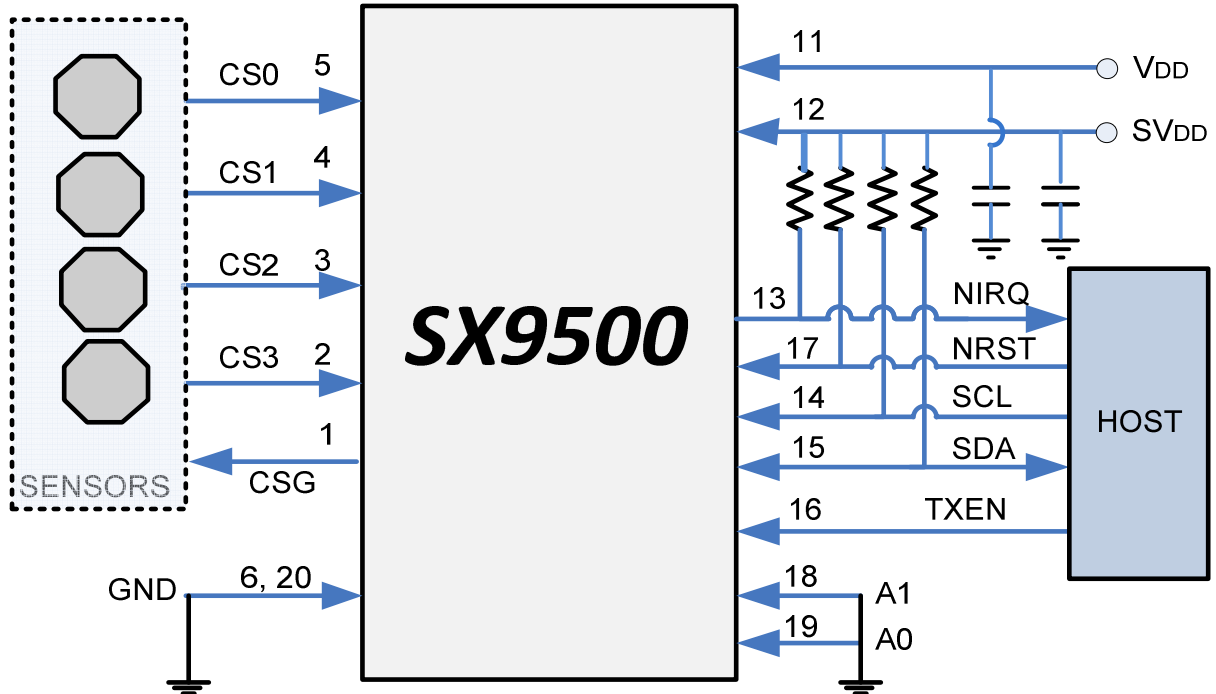 CS0 5
CS1 4
CS2 3
CS3 2
1
CSG
SENSORS
GND 6, 20
SX9500
11 VDD
12 SVDD
13 NIRQ
17 NRST
14 SCL
15 SDA
16 TXEN
HOST
18 A1
19 A0